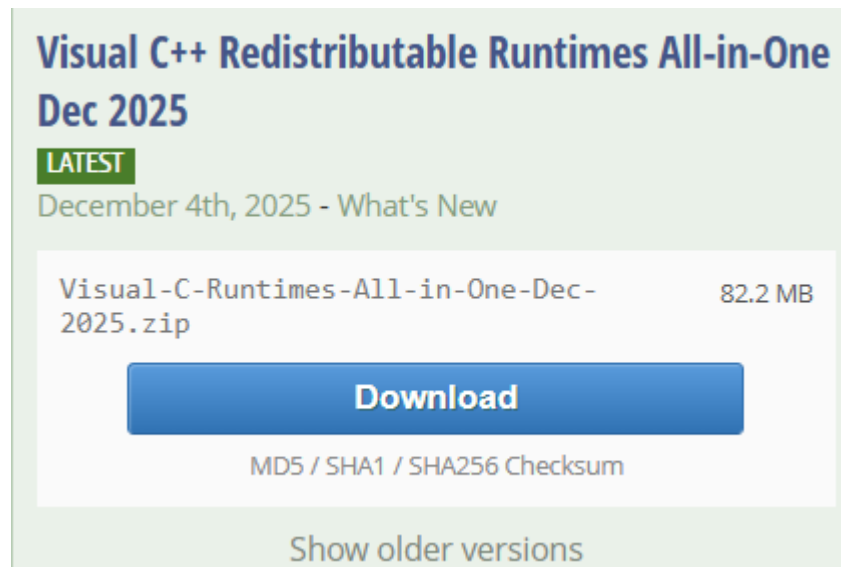 Visual C++ Redistributable Runtimes All-in-One
Dec 2025
LATEST
December 4th, 2025 - What's New
Visual-C-Runtimes-All-in-One-Dec-
2025.zip
82.2 MB
Download
MD5 / SHA1 / SHA256 Checksum
Show older versions